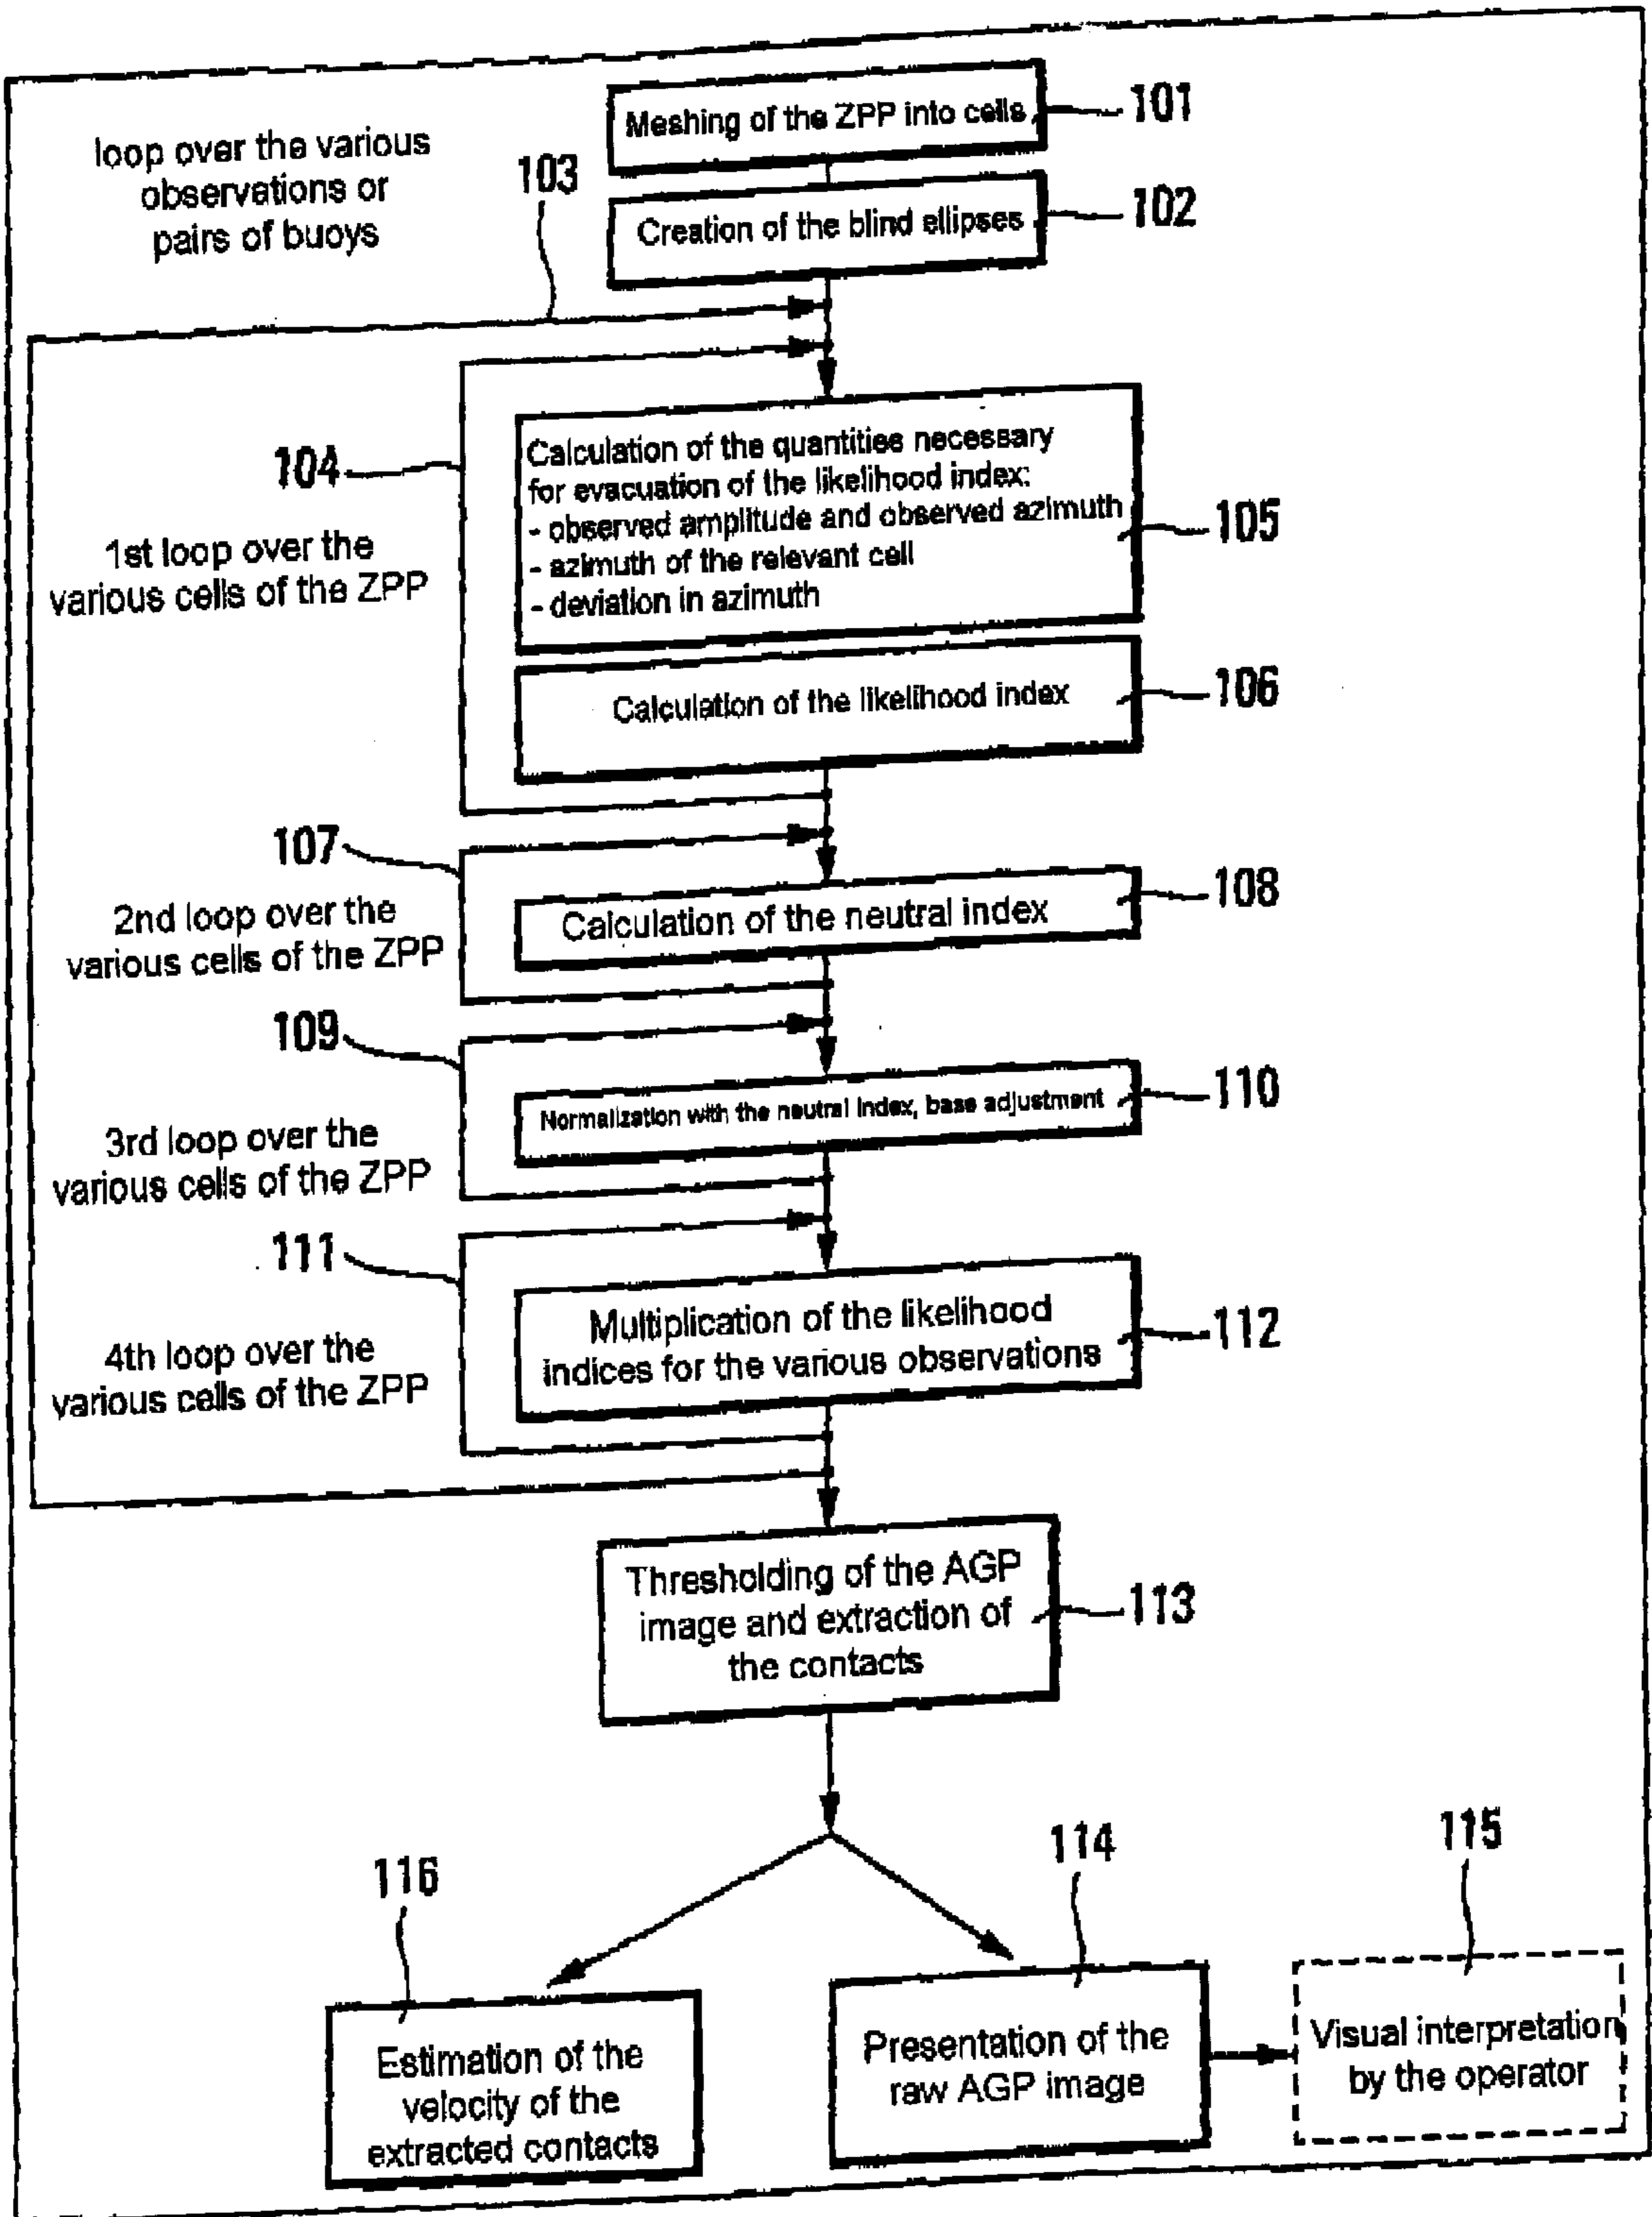 Meshing of the ZPP into cells
101
loop over the various
observations or
pairs of buoys
103
Creation of the blind ellipses
102
104
1st loop over the
various cells of the ZPP
Calculation of the quantities necessary
for evacuation of the likelihood index:
- observed amplitude and observed azimuth
- azimuth of the relevant cell
- deviation in azimuth
105
Calculation of the likelihood index
106
107
2nd loop over the
various cells of the ZPP
Calculation of the neutral index
108
109
3rd loop over the
various cells of the ZPP
Normalization with the neutral index, base adjustment
110
111
4th loop over the
various cells of the ZPP
Multiplication of the likelihood
indices for the various observations
112
Thresholding of the AGP
image and extraction of
the contacts
113
116
Estimation of the
velocity of the
extracted contacts
114
Presentation of the
raw AGP image
115
Visual interpretation
by the operator